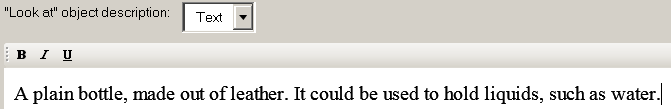 "Look at" object description: Text
B I U
A plain bottle, made out of leather. It could be used to hold liquids, such as water.